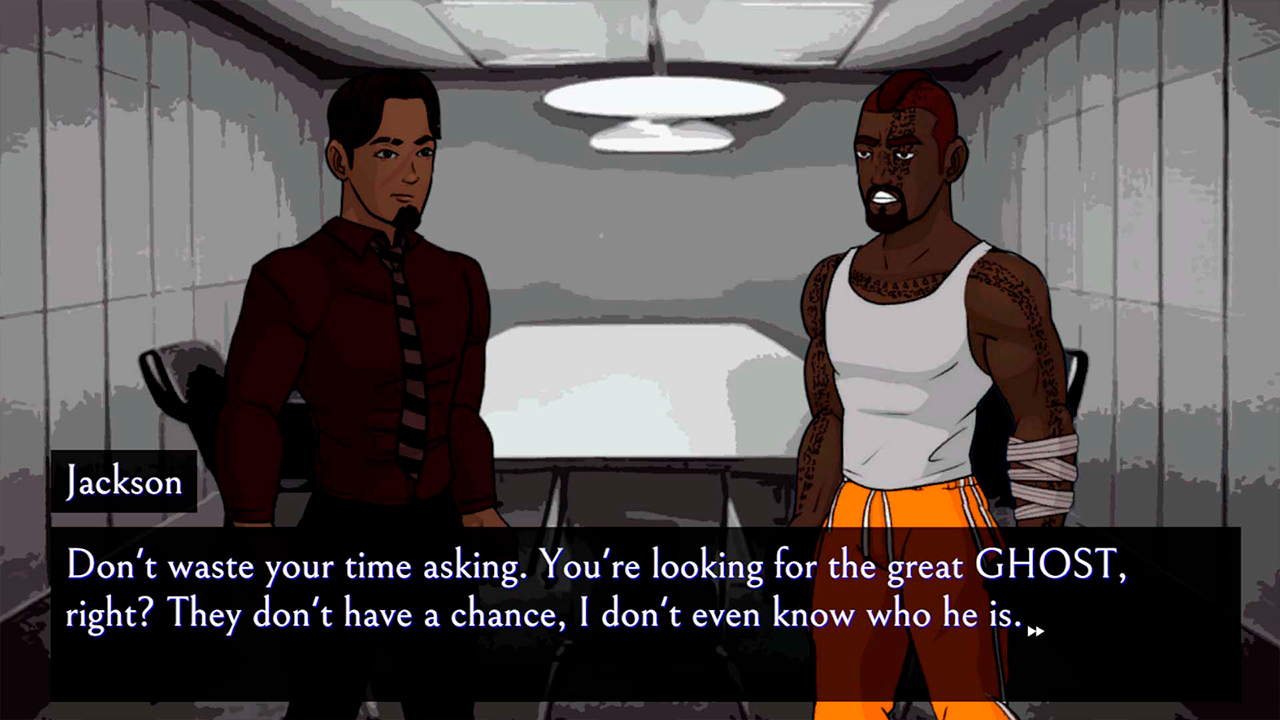 Jackson
Don't waste your time asking. You're looking for the great GHOST,
right? They don't have a chance, I don't even know who he is.